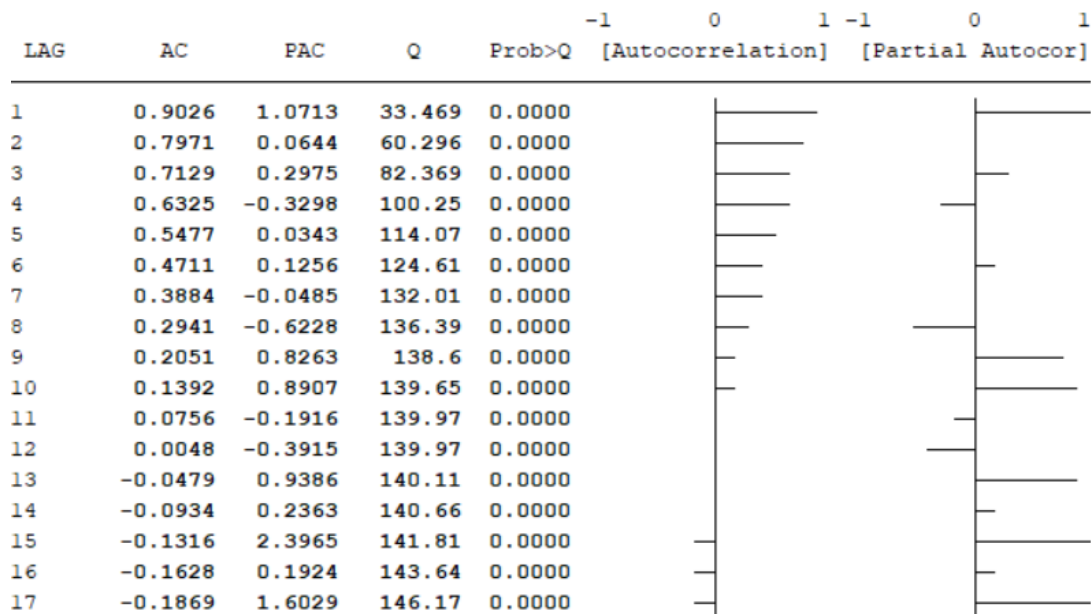 -1 0 1 -1 0 1
LAG AC PAC Q Prob>Q [Autocorrelation] [Partial Autocor]
1 0.9026 1.0713 33.469 0.0000
2 0.7971 0.0644 60.296 0.0000
3 0.7129 0.2975 82.369 0.0000
4 0.6325 -0.3298 100.25 0.0000
5 0.5477 0.0343 114.07 0.0000
6 0.4711 0.1256 124.61 0.0000
7 0.3884 -0.0485 132.01 0.0000
8 0.2941 -0.6228 136.39 0.0000
9 0.2051 0.8263 138.6 0.0000
10 0.1392 0.8907 139.65 0.0000
11 0.0756 -0.1916 139.97 0.0000
12 0.0048 -0.3915 139.97 0.0000
13 -0.0479 0.9386 140.11 0.0000
14 -0.0934 0.2363 140.66 0.0000
15 -0.1316 2.3965 141.81 0.0000
16 -0.1628 0.1924 143.64 0.0000
17 -0.1869 1.6029 146.17 0.0000